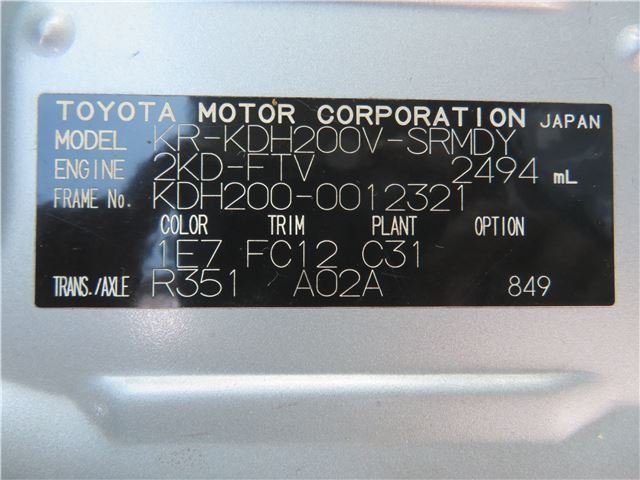 TOYOTA MOTOR CORPORATION JAPAN
MODEL KR-KDH200V-SRMDY
ENGINE 2KD-FTV 2494 mL
FRAME No. KDH200-0012321
COLOR TRIM PLANT OPTION
1E7 FC12 C31
TRANS./AXLE R351 A02A 849